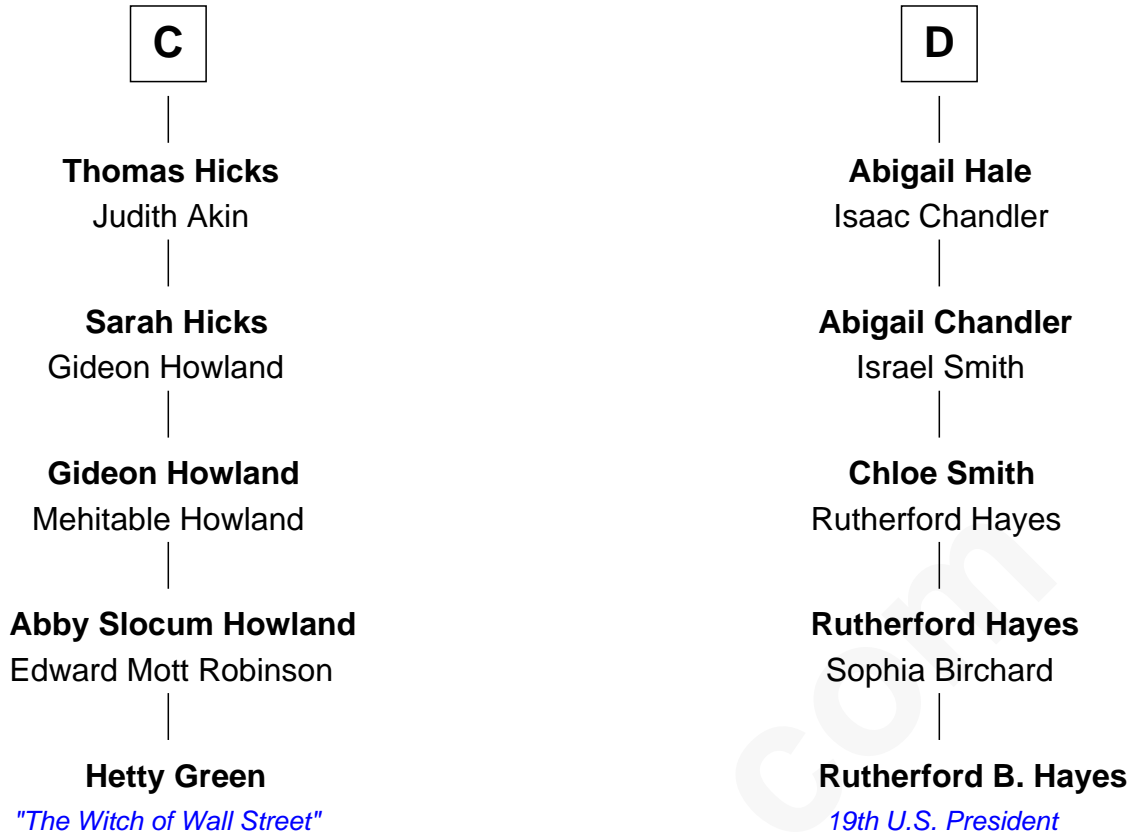 C
Thomas Hicks
Judith Akin
Sarah Hicks
Gideon Howland
Gideon Howland
Mehitable Howland
Abby Slocum Howland
Edward Mott Robinson
Hetty Green
"The Witch of Wall Street"
D
Abigail Hale
Isaac Chandler
Abigail Chandler
Israel Smith
Chloe Smith
Rutherford Hayes
Rutherford Hayes
Sophia Birchard
Rutherford B. Hayes
19th U.S. President
com